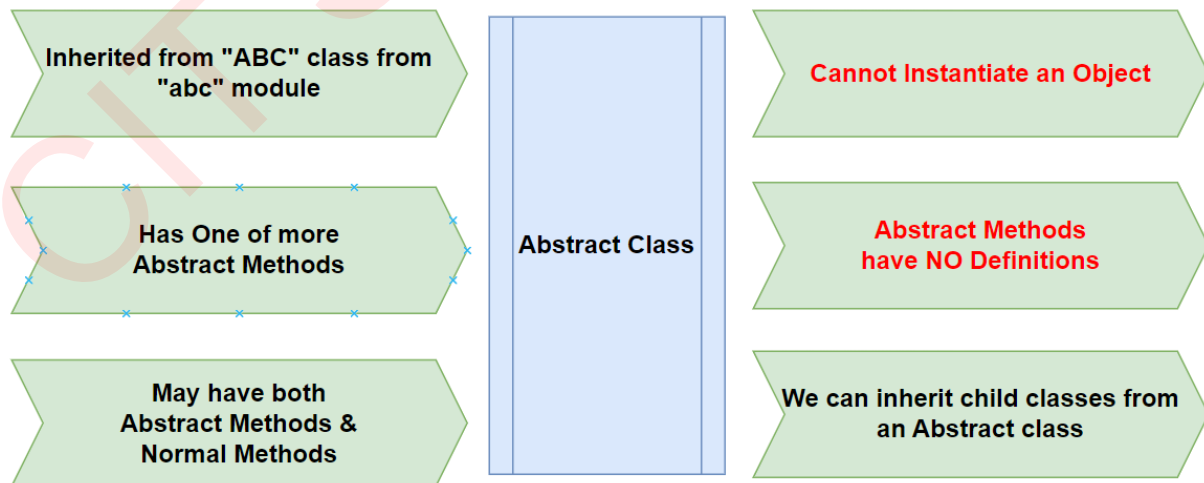 Inherited from "ABC" class from
"abc" module
Has One of more
Abstract Methods
May have both
Abstract Methods &
Normal Methods
Abstract Class
Cannot Instantiate an Object
Abstract Methods
have NO Definitions
We can inherit child classes from
an Abstract class